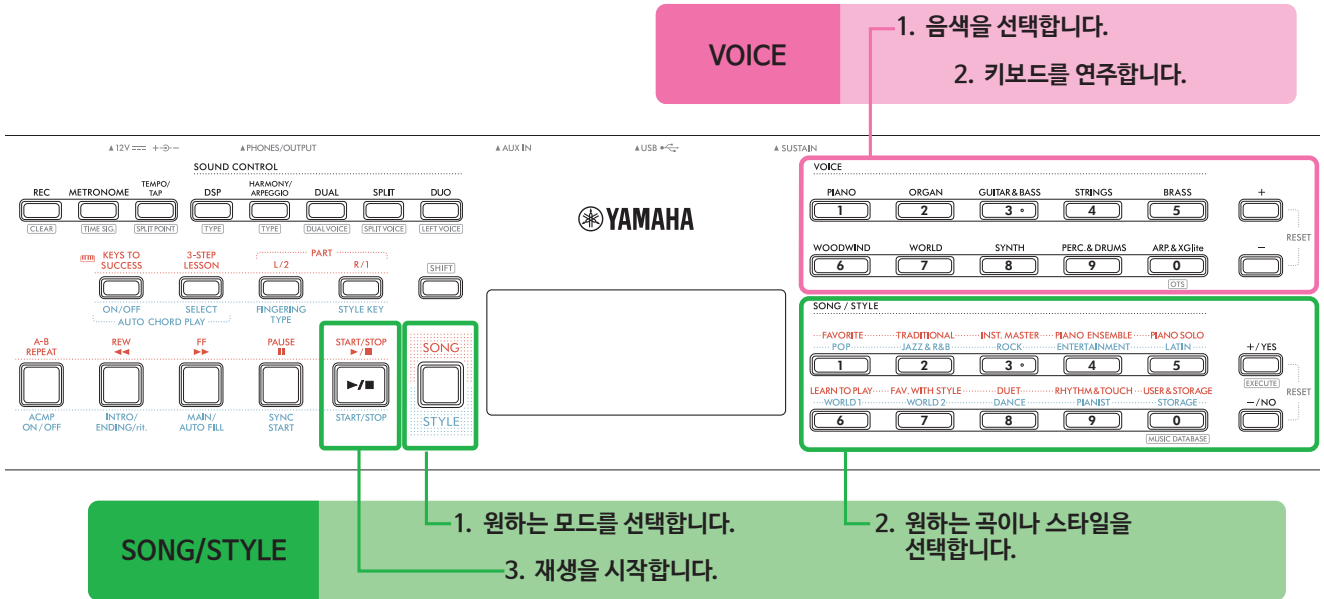 VOICE
1. 음색을 선택합니다.
2. 키보드를 연주합니다.
▲12V + −
▲PHONES/OUTPUT
▲AUX IN
▲USB
▲SUSTAIN
SOUND CONTROL
REC METRONOME TEMPO/TAP DSP HARMONY/ARPEGGIO DUAL SPLIT DUO
CLEAR TIME SIG. SPLIT POINT TYPE TYPE DUAL VOICE SPLIT VOICE LEFT VOICE
KEYS TO SUCCESS 3-STEP LESSON PART L/2 R/1 SHIFT
ON/OFF SELECT FINGERING TYPE STYLE KEY
AUTO CHORD PLAY
A-B REPEAT REW ◀◀ FF ▶▶ PAUSE ⏸ START/STOP ▶/■ SONG
▶/■
ACMP ON/OFF INTRO/ENDING/rit. MAIN/AUTO FILL SYNC START START/STOP STYLE
YAMAHA
VOICE
PIANO ORGAN GUITAR & BASS STRINGS BRASS +
1 2 3 4 5
RESET
WOODWIND WORLD SYNTH PERC. & DRUMS ARP. & XGlite −
6 7 8 9 0
OTS
SONG / STYLE
FAVORITE TRADITIONAL INST. MASTER PIANO ENSEMBLE PIANO SOLO
POP JAZZ & R&B ROCK ENTERTAINMENT LATIN +/YES
1 2 3 4 5
EXECUTE
RESET
LEARN TO PLAY FAV. WITH STYLE DUET RHYTHM & TOUCH USER & STORAGE
WORLD 1 WORLD 2 DANCE PIANIST STORAGE −/NO
6 7 8 9 0
MUSIC DATABASE
SONG/STYLE
1. 원하는 모드를 선택합니다.
3. 재생을 시작합니다.
2. 원하는 곡이나 스타일을
선택합니다.